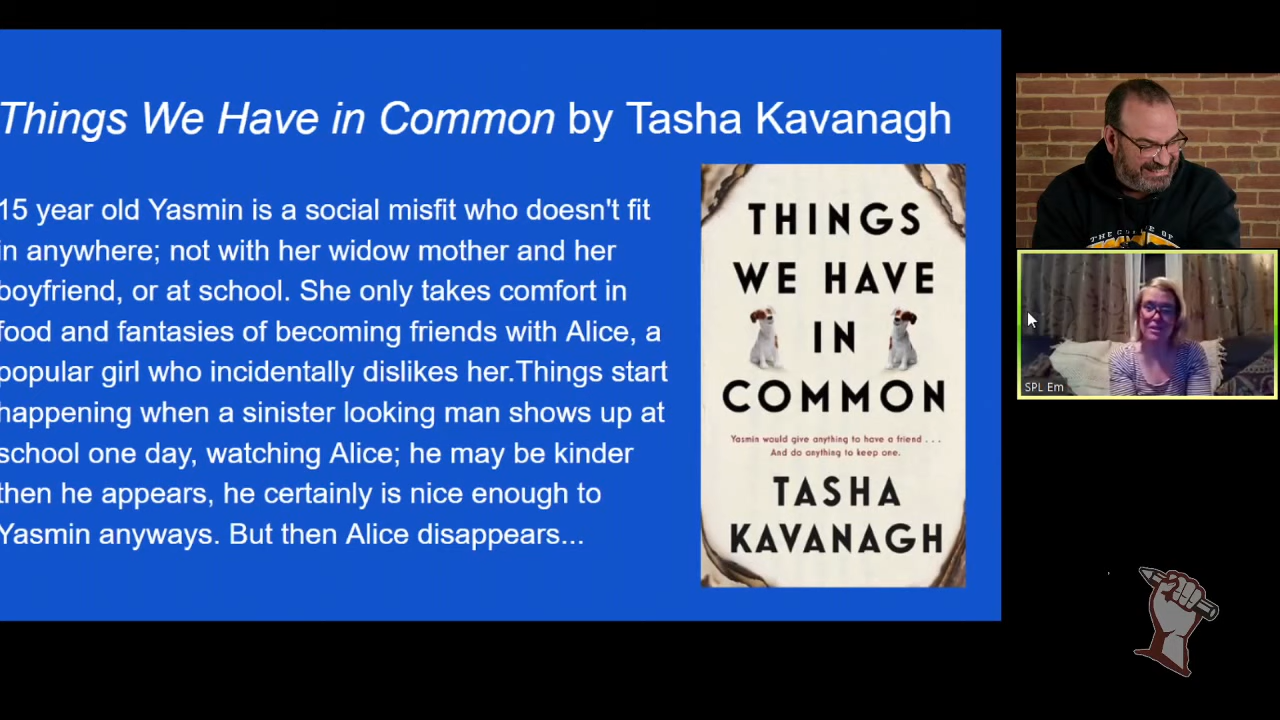 Things We Have in Common by Tasha Kavanagh
15 year old Yasmin is a social misfit who doesn't fit
in anywhere; not with her widow mother and her
boyfriend, or at school. She only takes comfort in
food and fantasies of becoming friends with Alice, a
popular girl who incidentally dislikes her.Things start
happening when a sinister looking man shows up at
school one day, watching Alice; he may be kinder
then he appears, he certainly is nice enough to
Yasmin anyways. But then Alice disappears...
THINGS
WE HAVE
IN
COMMON
Yasmin would give anything to have a friend . . .
And do anything to keep one.
TASHA
KAVANAGH
THE
OF
SPL Em